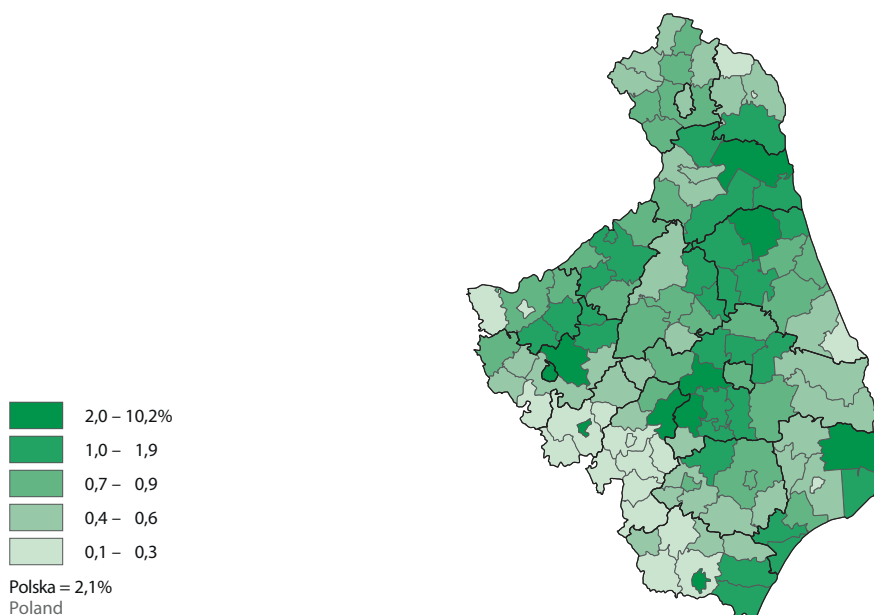 2,0 – 10,2%
1,0 – 1,9
0,7 – 0,9
0,4 – 0,6
0,1 – 0,3
Polska = 2,1%
Poland